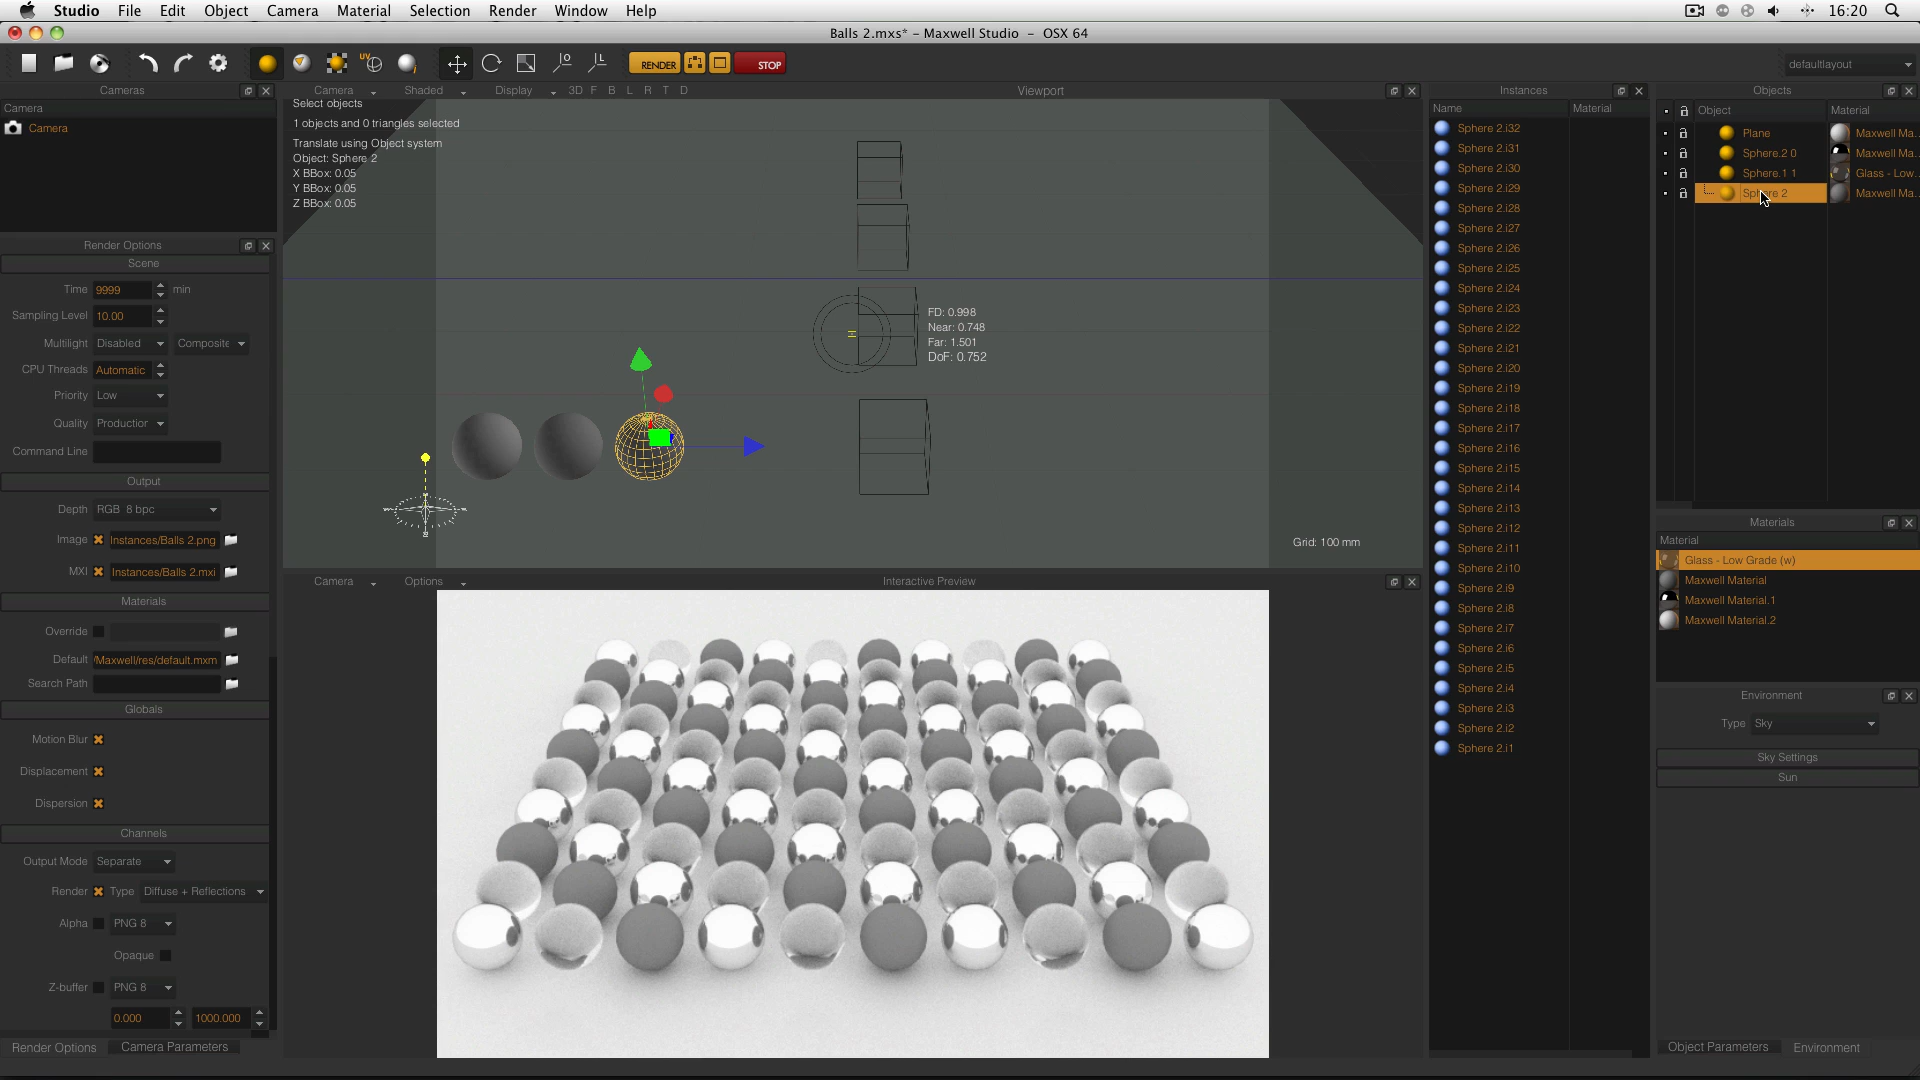 Studio File Edit Object Camera Material Selection Render Window Help 16:20
Balls 2.mxs* - Maxwell Studio - OSX 64
UV RENDER STOP defaultlayout
Cameras
Camera
Camera
Render Options
Scene
Time 9999 min
Sampling Level 10.00
Multilight Disabled Composite
CPU Threads Automatic
Priority Low
Quality Production
Command Line
Output
Depth RGB 8 bpc
Image Instances/Balls 2.png
MXI Instances/Balls 2.mxi
Materials
Override
Default /Maxwell/res/default.mxm
Search Path
Globals
Motion Blur
Displacement
Dispersion
Channels
Output Mode Separate
Render Type Diffuse + Reflections
Alpha PNG 8
Opaque
Z-buffer PNG 8
0.000 1000.000
Render Options Camera Parameters
Camera Shaded Display 3D F B L R T D Viewport
Select objects
1 objects and 0 triangles selected
Translate using Object system
Object: Sphere 2
X BBox: 0.05
Y BBox: 0.05
Z BBox: 0.05
FD: 0.998
Near: 0.748
Far: 1.501
DoF: 0.752
Grid: 100 mm
Camera Options Interactive Preview
Instances
Name Material
Sphere 2.i32
Sphere 2.i31
Sphere 2.i30
Sphere 2.i29
Sphere 2.i28
Sphere 2.i27
Sphere 2.i26
Sphere 2.i25
Sphere 2.i24
Sphere 2.i23
Sphere 2.i22
Sphere 2.i21
Sphere 2.i20
Sphere 2.i19
Sphere 2.i18
Sphere 2.i17
Sphere 2.i16
Sphere 2.i15
Sphere 2.i14
Sphere 2.i13
Sphere 2.i12
Sphere 2.i11
Sphere 2.i10
Sphere 2.i9
Sphere 2.i8
Sphere 2.i7
Sphere 2.i6
Sphere 2.i5
Sphere 2.i4
Sphere 2.i3
Sphere 2.i2
Sphere 2.i1
Objects
Object Material
Plane Maxwell Ma...
Sphere.2 0 Maxwell Ma...
Sphere.1 1 Glass - Low...
Sphere 2 Maxwell Ma...
Materials
Material
Glass - Low Grade (w)
Maxwell Material
Maxwell Material.1
Maxwell Material.2
Environment
Type Sky
Sky Settings
Sun
Object Parameters Environment